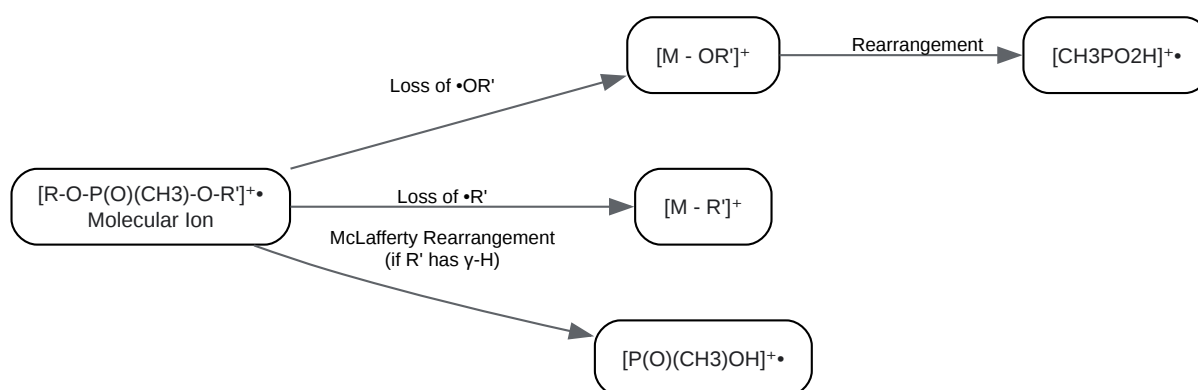 [M - OR']⁺
Rearrangement
[CH3PO2H]⁺•
Loss of •OR'
[R-O-P(O)(CH3)-O-R']⁺•
Molecular Ion
Loss of •R'
[M - R']⁺
McLafferty Rearrangement
(if R' has γ-H)
[P(O)(CH3)OH]⁺•